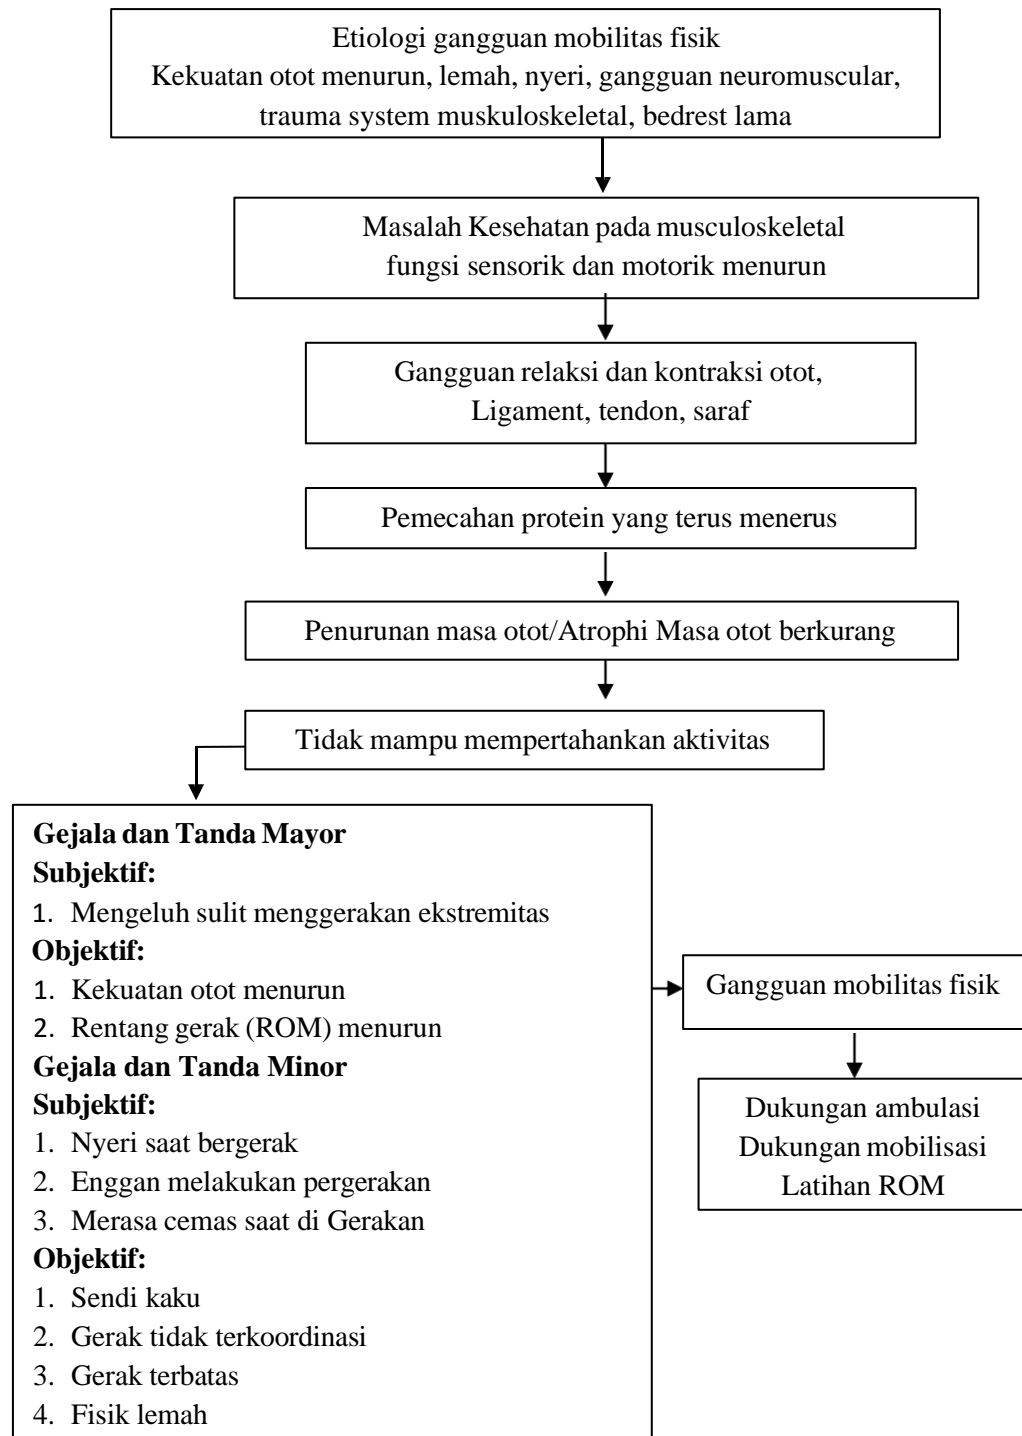 Etiologi gangguan mobilitas fisik
Kekuatan otot menurun, lemah, nyeri, gangguan neuromuscular,
trauma system muskuloskeletal, bedrest lama
Masalah Kesehatan pada musculoskeletal
fungsi sensorik dan motorik menurun
Gangguan relaksi dan kontraksi otot,
Ligament, tendon, saraf
Pemecahan protein yang terus menerus
Penurunan masa otot/Atrophi Masa otot berkurang
Tidak mampu mempertahankan aktivitas
Gejala dan Tanda Mayor
Subjektif:
1. Mengeluh sulit menggerakan ekstremitas
Objektif:
1. Kekuatan otot menurun
2. Rentang gerak (ROM) menurun
Gejala dan Tanda Minor
Subjektif:
1. Nyeri saat bergerak
2. Enggan melakukan pergerakan
3. Merasa cemas saat di Gerakan
Objektif:
1. Sendi kaku
2. Gerak tidak terkoordinasi
3. Gerak terbatas
4. Fisik lemah
Gangguan mobilitas fisik
Dukungan ambulasi
Dukungan mobilisasi
Latihan ROM